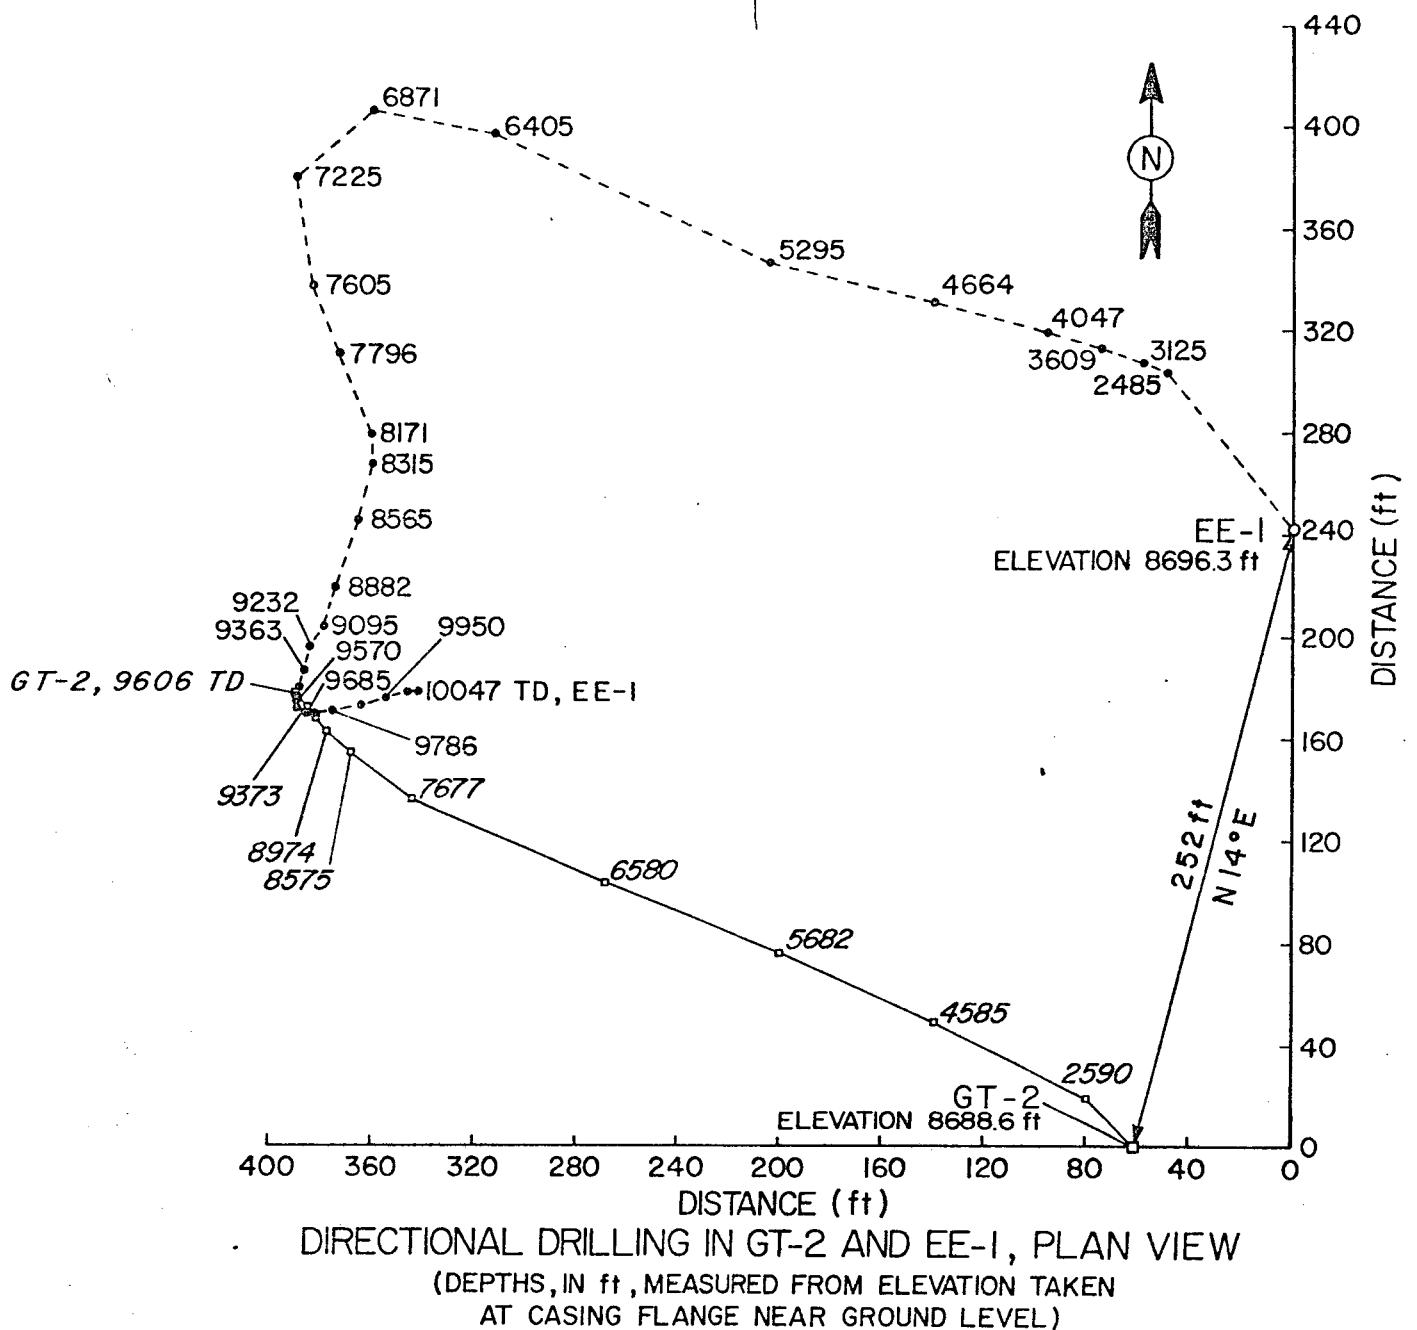 440
6871
6405
400
N
7225
360
5295
4664
7605
4047
320
3125
7796
3609
2485
280
8171
8315
DISTANCE (ft)
8565
EE-1
240
ELEVATION 8696.3 ft
8882
9232
9095
9950
9363
200
9570
GT-2, 9606 TD
9685
10047 TD, EE-1
9786
160
9373
7677
252 ft
N 14° E
120
8974
6580
8575
5682
80
4585
40
2590
GT-2
ELEVATION 8688.6 ft
0
400 360 320 280 240 200 160 120 80 40 0
DISTANCE (ft)
DIRECTIONAL DRILLING IN GT-2 AND EE-1, PLAN VIEW
(DEPTHS, IN ft, MEASURED FROM ELEVATION TAKEN
AT CASING FLANGE NEAR GROUND LEVEL)